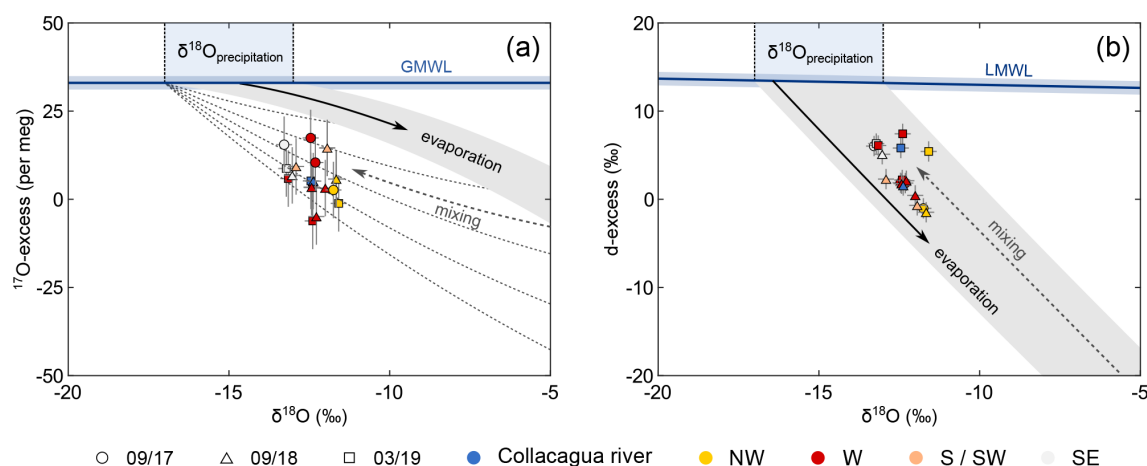 (a)
δ18Oprecipitation
GMWL
evaporation
mixing
50
25
0
-25
-50
17O-excess (per meg)
-20
-15
-10
-5
δ18O (‰)
(b)
δ18Oprecipitation
LMWL
evaporation
mixing
20
10
0
-10
-20
d-excess (‰)
-20
-15
-10
-5
δ18O (‰)
09/17 09/18 03/19 Collacagua river NW W S / SW SE